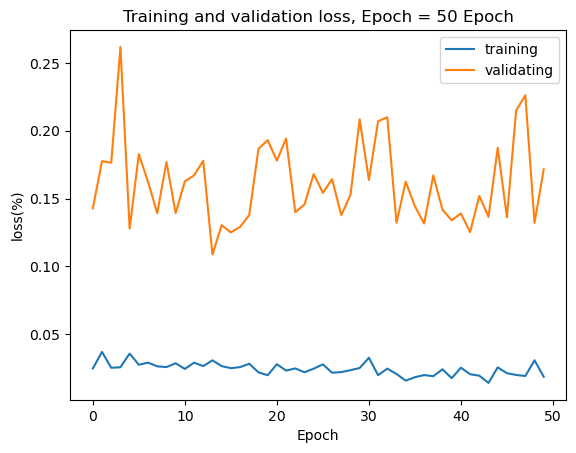 Training and validation loss, Epoch = 50 Epoch
training
validating
loss(%)
0.25
0.20
0.15
0.10
0.05
0
10
20
30
40
50
Epoch